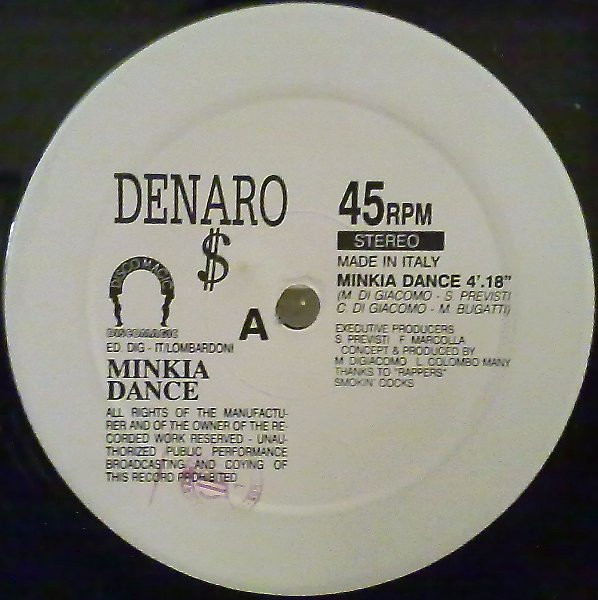 DENARO
$
DISCOMAGIC
DISCOMAGIC
A
ED. DIG - IT/LOMBARDONI
MINKIA
DANCE
ALL RIGHTS OF THE MANUFACTU-
RER AND OF THE OWNER OF THE RE-
CORDED WORK RESERVED - UNAU-
THORIZED PUBLIC PERFORMANCE
BROADCASTING AND COYING OF
THIS RECORD PROHIBITED
45RPM
STEREO
MADE IN ITALY
MINKIA DANCE 4'.18"
(M. DI GIACOMO - S. PREVISTI
C. DI GIACOMO - M. BUGATTI)
EXECUTIVE PRODUCERS
S. PREVISTI F. MARCOLLA
CONCEPT & PRODUCED BY
M. DIGIACOMO L. COLOMBO MANY
THANKS TO "RAPPERS"
SMOKIN' COCKS